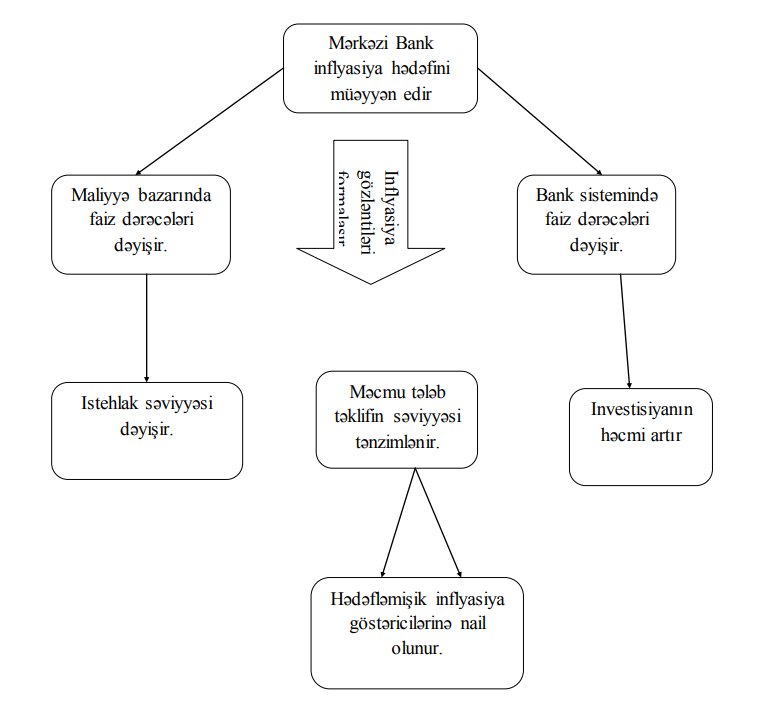 Mərkəzi Bank
inflyasiya hədəfini
müəyyən edir
Maliyyə bazarında
faiz dərəcələri
dəyişir.
Inflyasiya
gözləntiləri
formalaşır
Bank sistemində
faiz dərəcələri
dəyişir.
Istehlak səviyyəsi
dəyişir.
Məcmu tələb
təklifin səviyyəsi
tənzimlənir.
Investisiyanın
həcmi artır
Hədəfləmişik inflyasiya
göstəricilərinə nail
olunur.